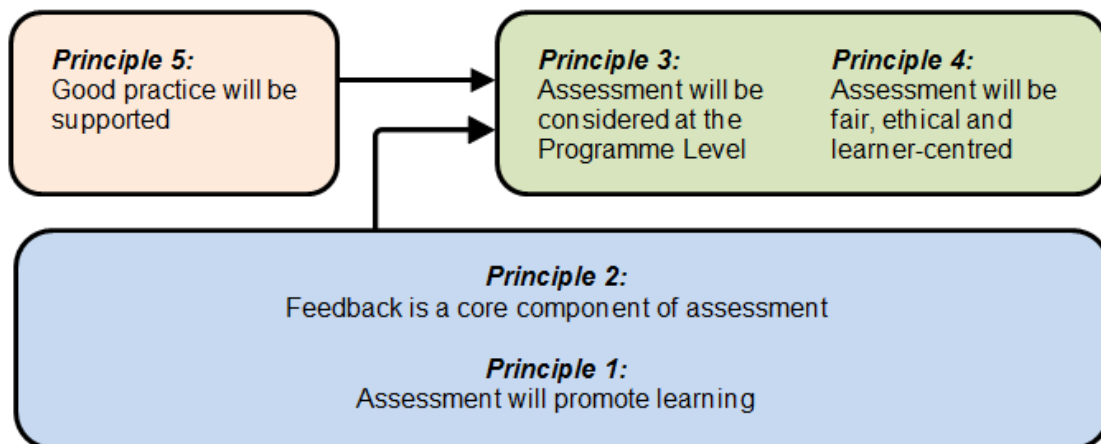 Principle 5:
Good practice will be
supported
Principle 3:
Assessment will be
considered at the
Programme Level
Principle 4:
Assessment will be
fair, ethical and
learner-centred
Principle 2:
Feedback is a core component of assessment
Principle 1:
Assessment will promote learning